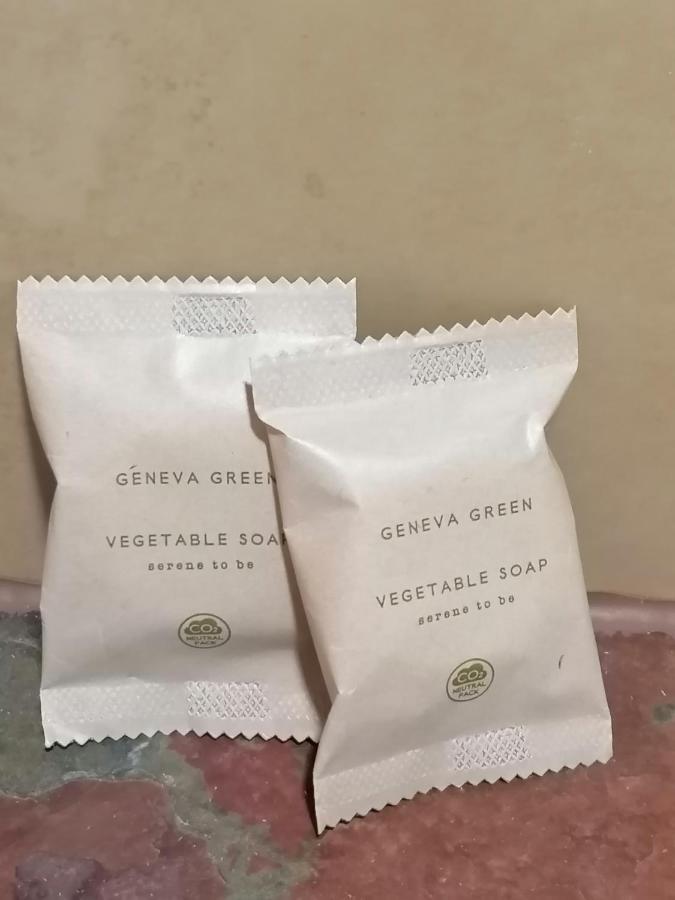 GENEVA GREEN
VEGETABLE SOAP
serene to be
CO2
NEUTRAL
PACK
GENEVA GREEN
VEGETABLE SOAP
serene to be
CO2
NEUTRAL
PACK